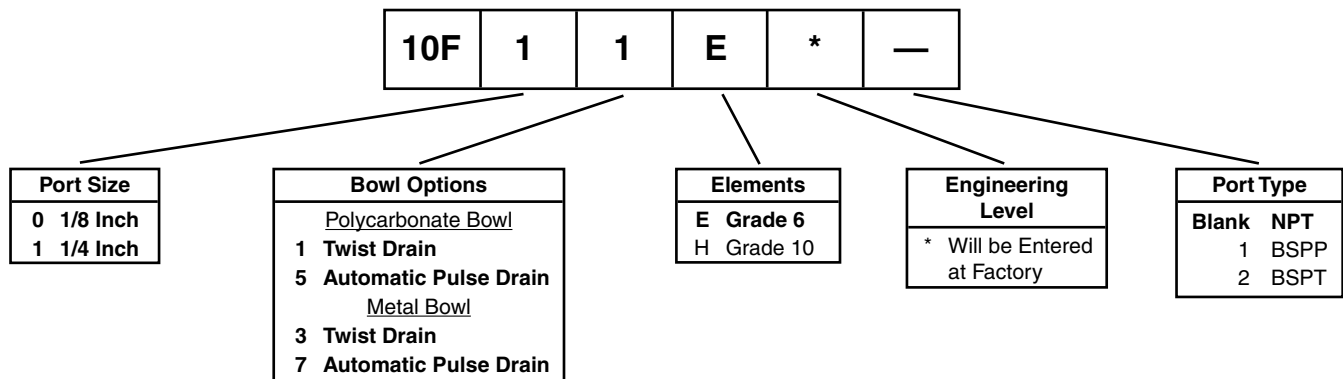 10F 1 1 E * —
Port Size
0 1/8 Inch
1 1/4 Inch
Bowl Options
Polycarbonate Bowl
1 Twist Drain
5 Automatic Pulse Drain
Metal Bowl
3 Twist Drain
7 Automatic Pulse Drain
Elements
E Grade 6
H Grade 10
Engineering
Level
* Will be Entered
at Factory
Port Type
Blank NPT
1 BSPP
2 BSPT